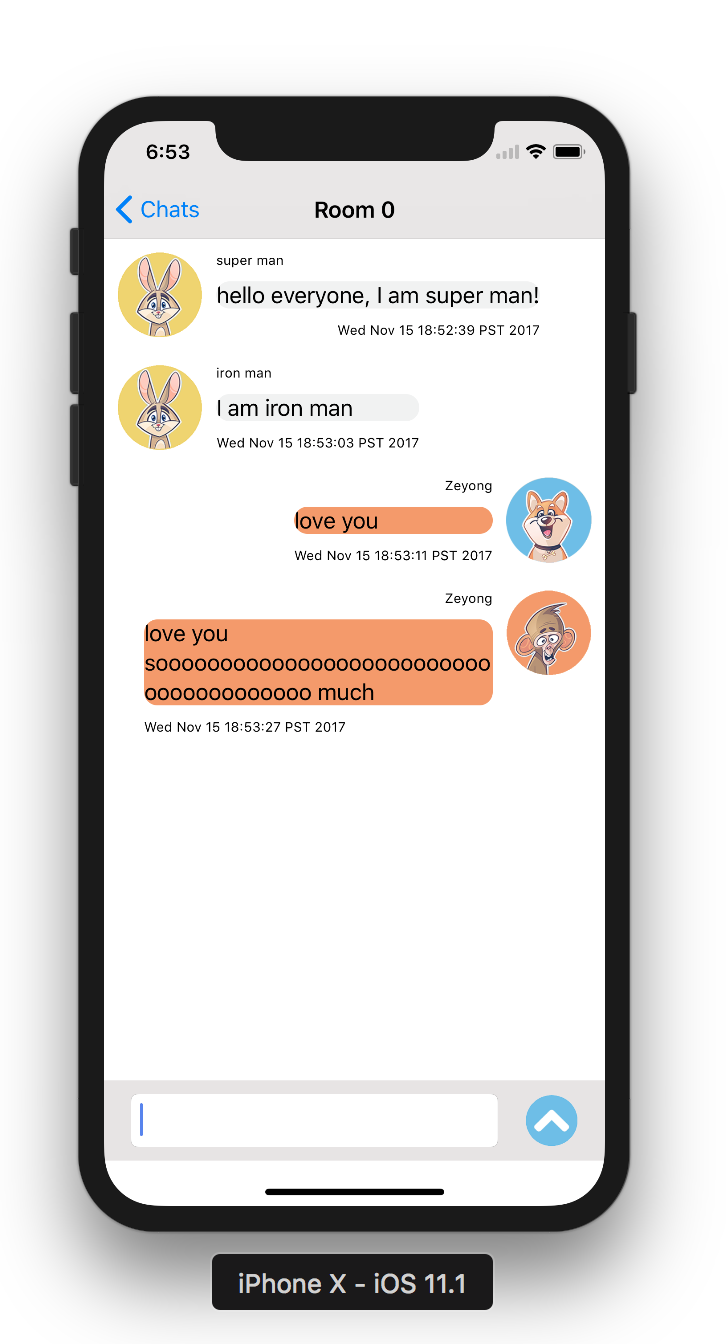 6:53
Chats
Room 0
super man
hello everyone, I am super man!
Wed Nov 15 18:52:39 PST 2017
iron man
I am iron man
Wed Nov 15 18:53:03 PST 2017
Zeyong
love you
Wed Nov 15 18:53:11 PST 2017
Zeyong
love you
soooooooooooooooooooooooooo
ooooooooooooo much
Wed Nov 15 18:53:27 PST 2017
iPhone X - iOS 11.1